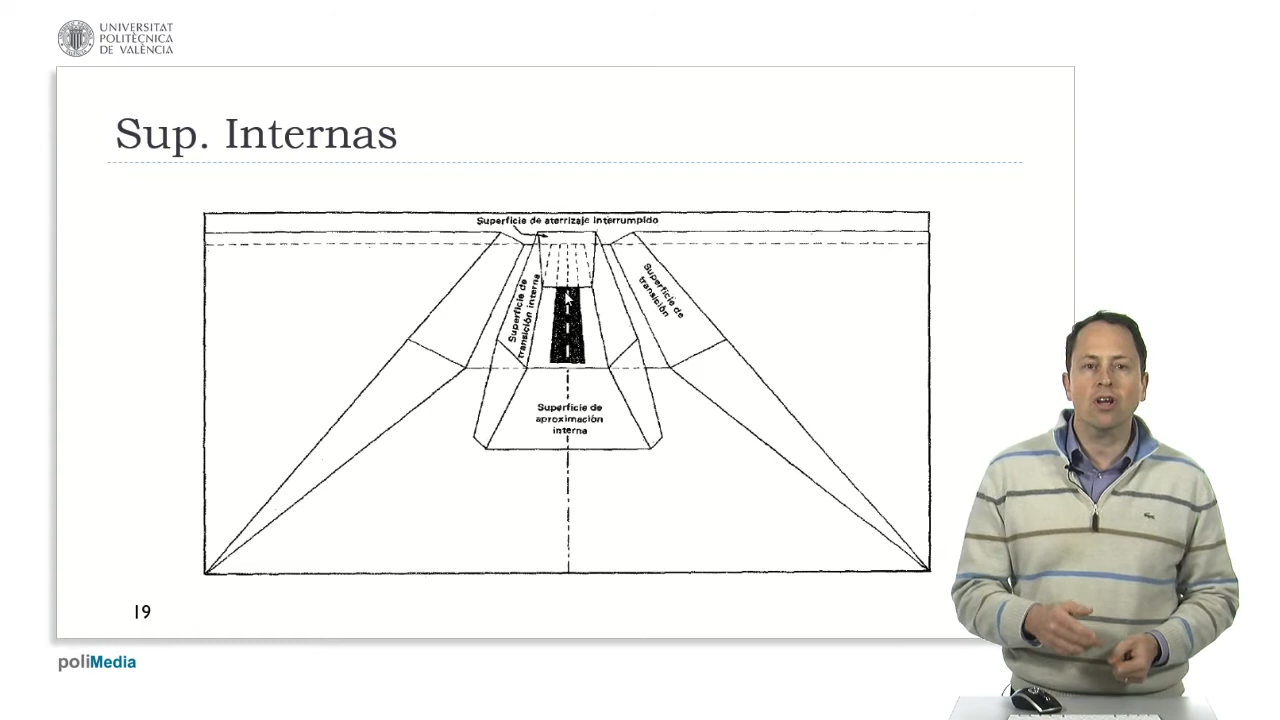 UNIVERSITAT
POLITÈCNICA
DE VALÈNCIA
Sup. Internas
Superficie de aterrizaje interrumpido
Superficie de
transición interna
Superficie de
transición
Superficie de
aproximación
interna
19
poliMedia